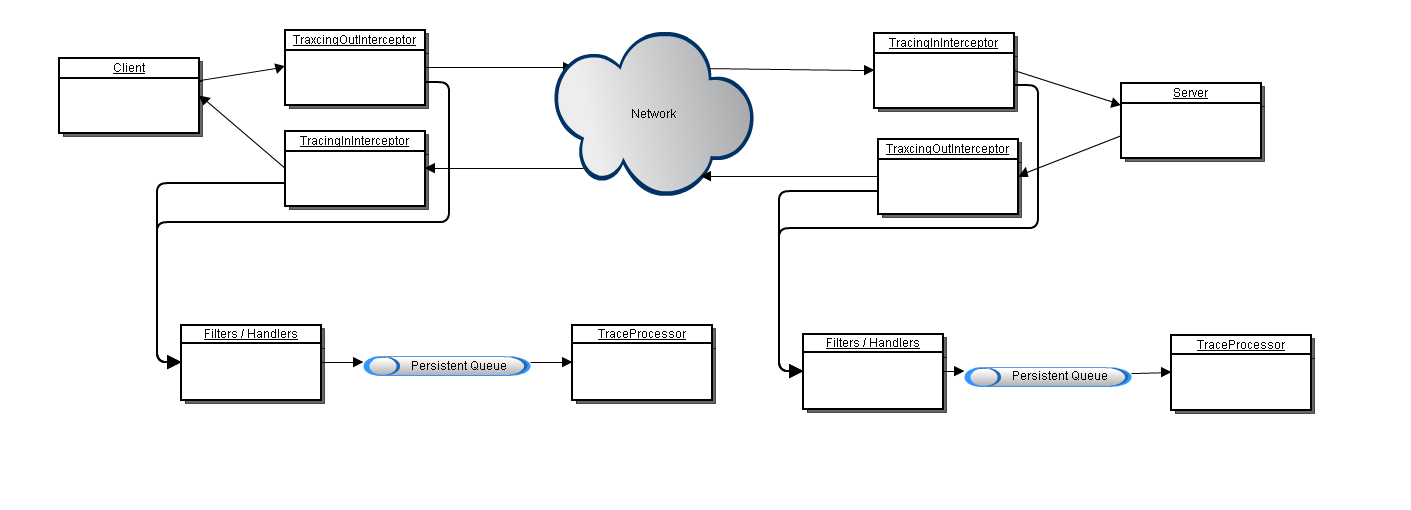 TraxcingOutInterceptor
TracingInInterceptor
Client
Server
Network
TracingInInterceptor
TraxcingOutInterceptor
Filters / Handlers
TraceProcessor
Filters / Handlers
TraceProcessor
Persistent Queue
Persistent Queue